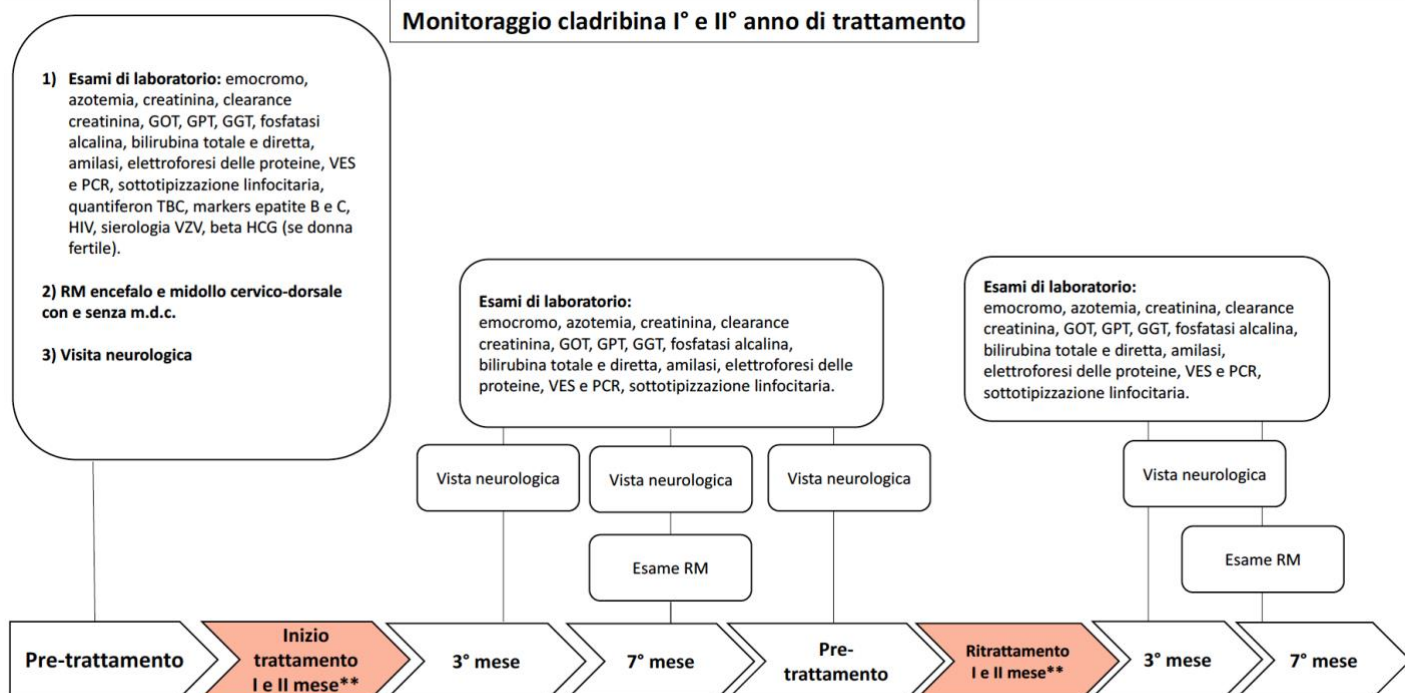 Monitoraggio cladribina I° e II° anno di trattamento
1) Esami di laboratorio: emocromo,
azotemia, creatinina, clearance
creatinina, GOT, GPT, GGT, fosfatasi
alcalina, bilirubina totale e diretta,
amilasi, elettroforesi delle proteine, VES
e PCR, sottotipizzazione linfocitaria,
quantiferon TBC, markers epatite B e C,
HIV, sierologia VZV, beta HCG (se donna
fertile).
2) RM encefalo e midollo cervico-dorsale
con e senza m.d.c.
3) Visita neurologica
Esami di laboratorio:
emocromo, azotemia, creatinina, clearance
creatinina, GOT, GPT, GGT, fosfatasi alcalina,
bilirubina totale e diretta, amilasi, elettroforesi delle
proteine, VES e PCR, sottotipizzazione linfocitaria.
Esami di laboratorio:
emocromo, azotemia, creatinina, clearance
creatinina, GOT, GPT, GGT, fosfatasi alcalina,
bilirubina totale e diretta, amilasi,
elettroforesi delle proteine, VES e PCR,
sottotipizzazione linfocitaria.
Vista neurologica
Vista neurologica
Vista neurologica
Vista neurologica
Esame RM
Esame RM
Pre-trattamento
Inizio
trattamento
I e II mese**
3° mese
7° mese
Pre-
trattamento
Ritrattamento
I e II mese**
3° mese
7° mese